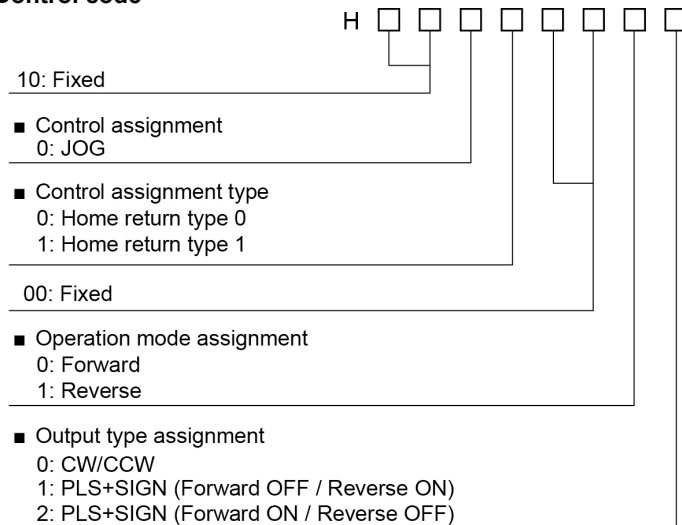 Control code
H □ □ □ □ □ □ □ □
10: Fixed
■ Control assignment
0: JOG
■ Control assignment type
0: Home return type 0
1: Home return type 1
00: Fixed
■ Operation mode assignment
0: Forward
1: Reverse
■ Output type assignment
0: CW/CCW
1: PLS+SIGN (Forward OFF / Reverse ON)
2: PLS+SIGN (Forward ON / Reverse OFF)